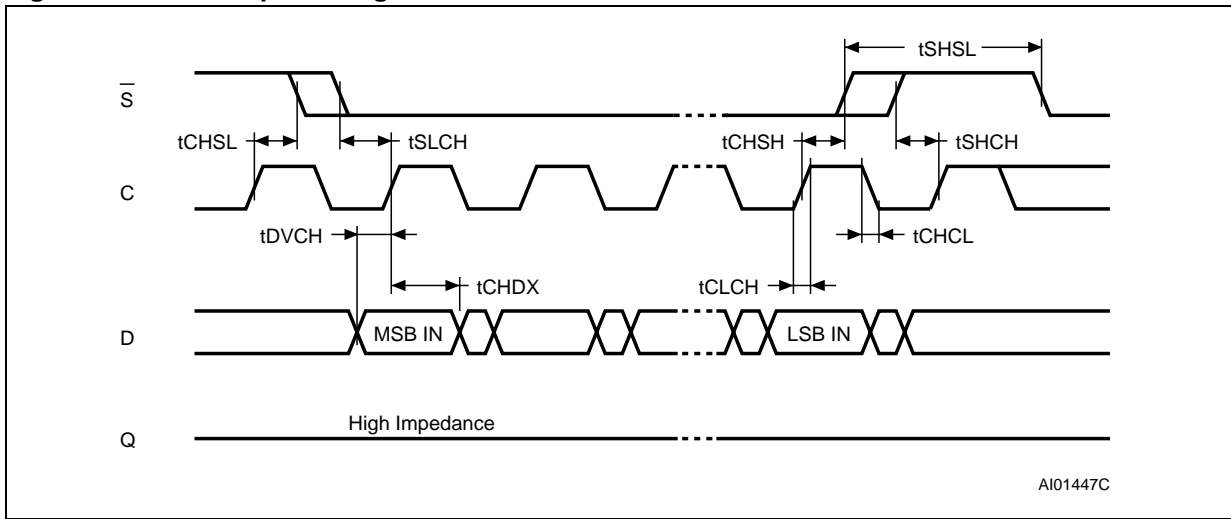 tSHSL
S
tCHSL
tSLCH
tCHSH
tSHCH
C
tDVCH
tCHCL
tCHDX
tCLCH
D
MSB IN
LSB IN
High Impedance
Q
AI01447C